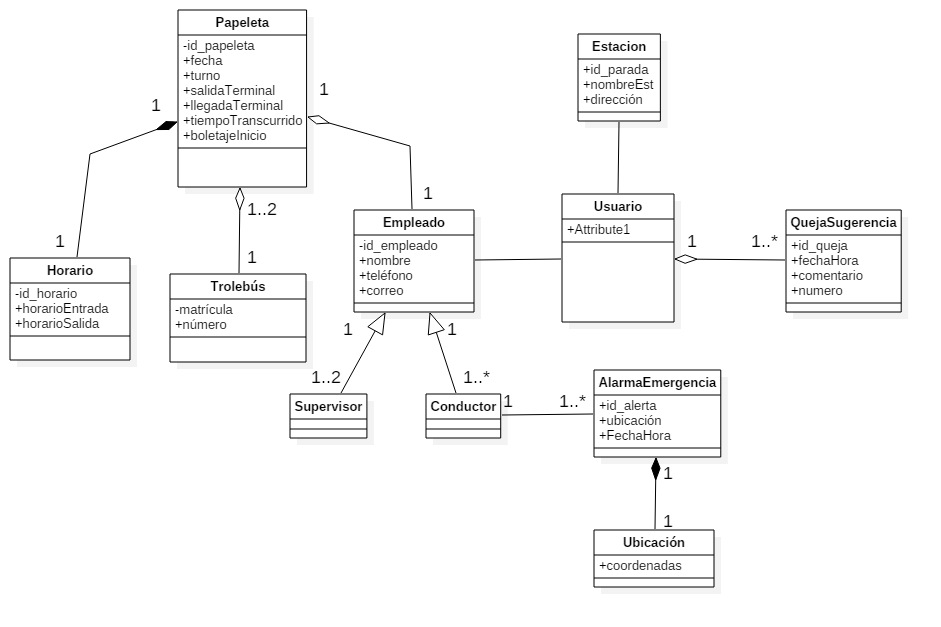 Papeleta
-id_papeleta
+fecha
+turno
+salidaTerminal
+llegadaTerminal
+tiempoTranscurrido
+boletajeInicio
1
1
1..2
1
1
1
Horario
-id_horario
+horarioEntrada
+horarioSalida
Trolebús
-matrícula
+número
Empleado
-id_empleado
+nombre
+teléfono
+correo
Estacion
+id_parada
+nombreEst
+dirección
Usuario
+Attribute1
1
1..*
QuejaSugerencia
+id_queja
+fechaHora
+comentario
+numero
1
1
1..2
1..*
Supervisor
Conductor
1
1..*
AlarmaEmergencia
+id_alerta
+ubicación
+FechaHora
1
1
Ubicación
+coordenadas